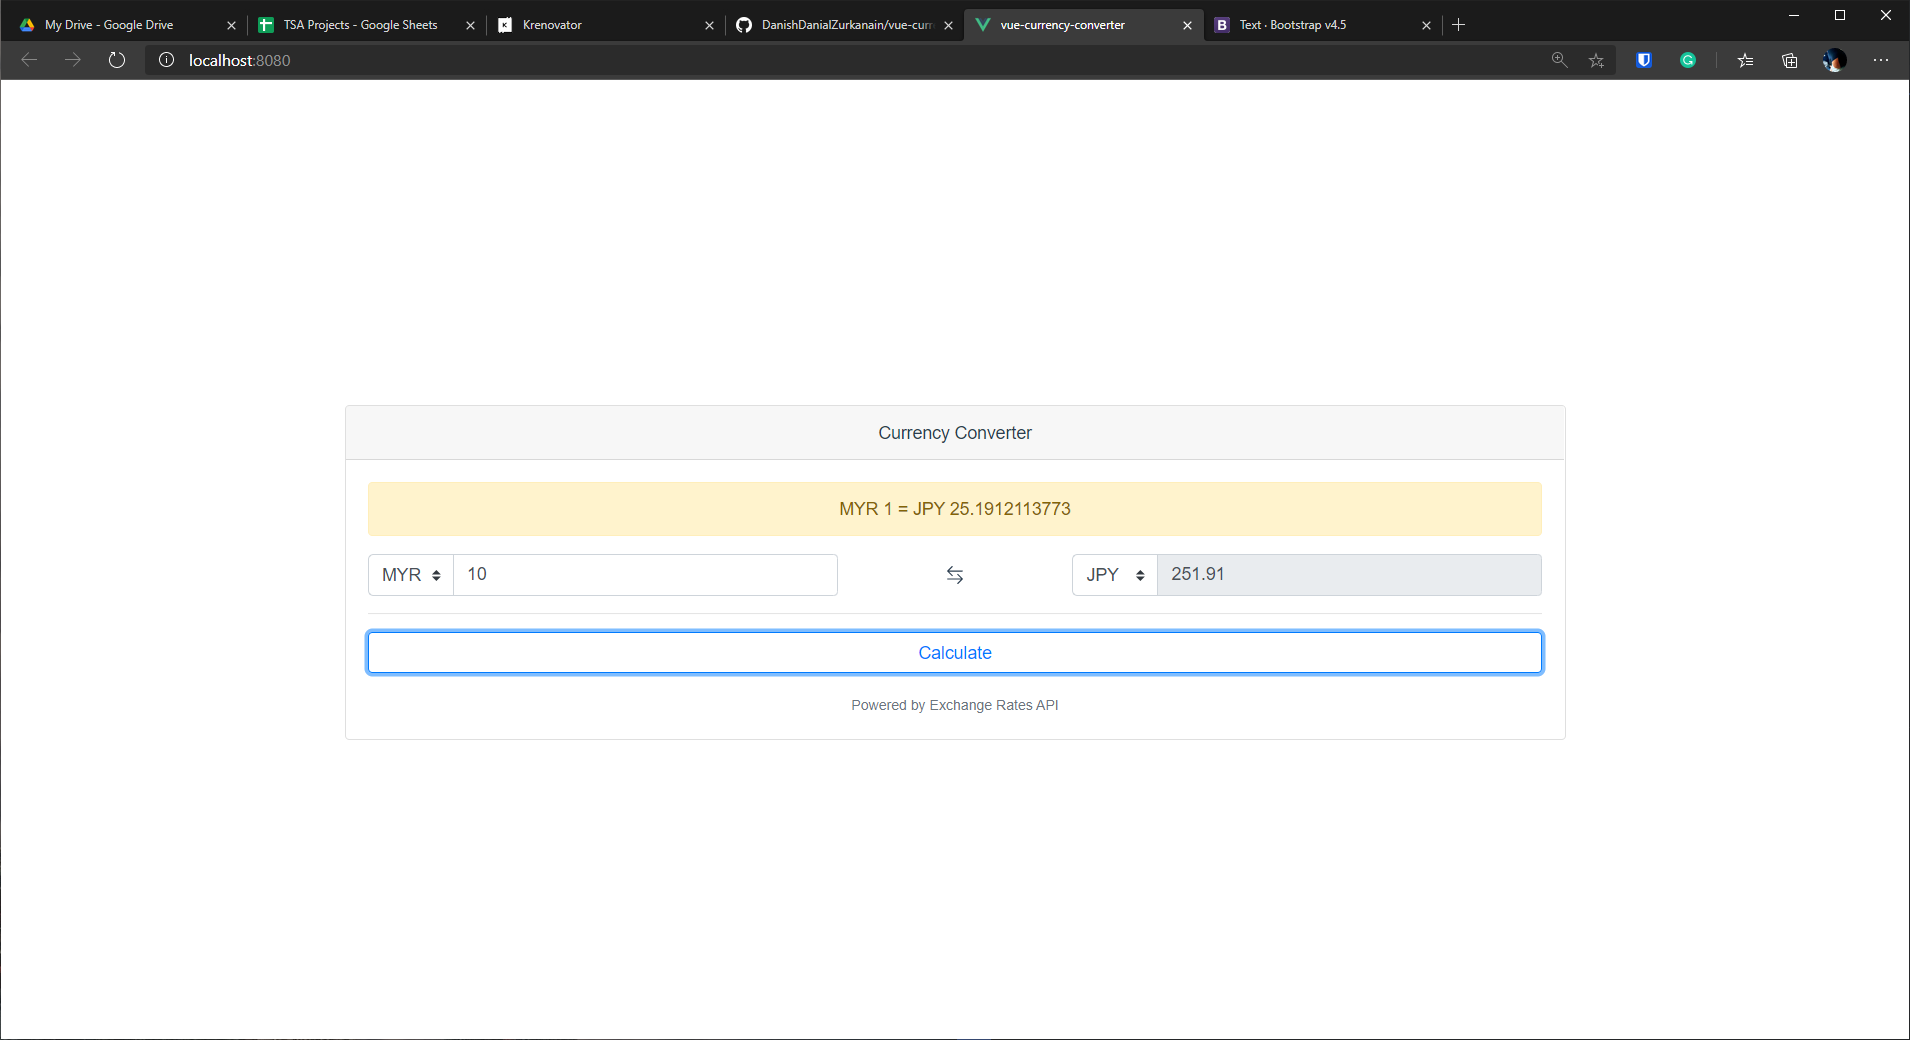 My Drive - Google Drive
TSA Projects - Google Sheets
Krenovator
DanishDanialZurkanain/vue-curr
vue-currency-converter
Text · Bootstrap v4.5
localhost:8080
Currency Converter
MYR 1 = JPY 25.1912113773
MYR 10 JPY 251.91
Calculate
Powered by Exchange Rates API